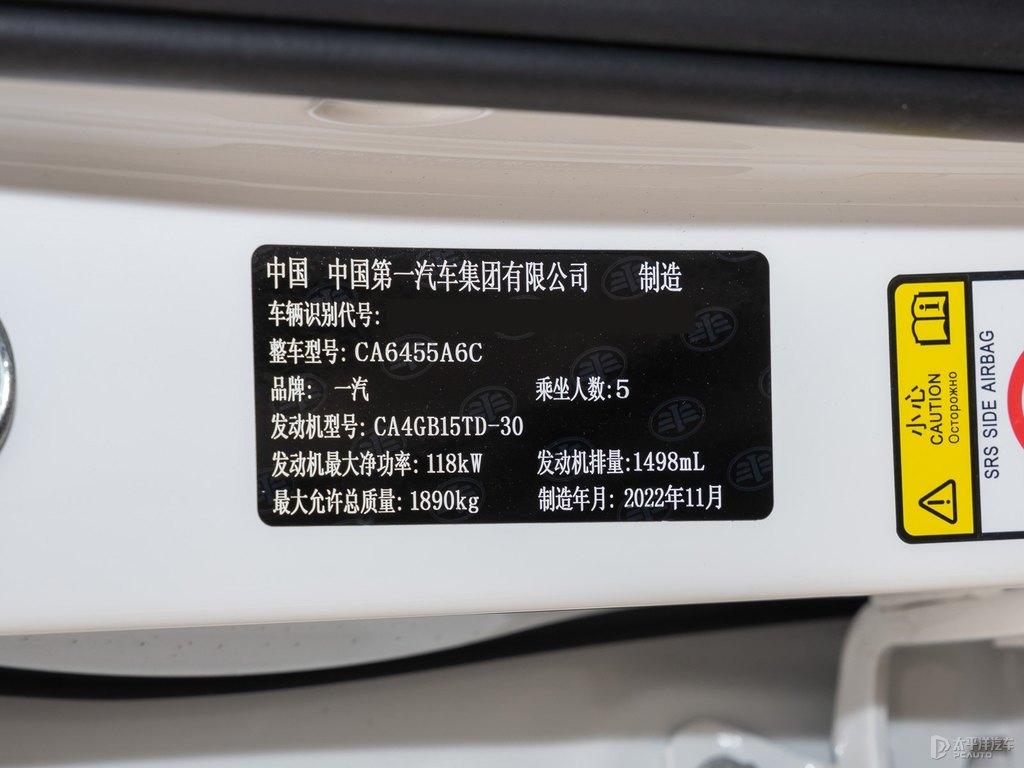 中国 中国第一汽车集团有限公司 制造
车辆识别代号:
整车型号: CA6455A6C
品牌: 一汽 乘坐人数:5
发动机型号: CA4GB15TD-30
发动机最大净功率: 118kW 发动机排量:1498mL
最大允许总质量: 1890kg 制造年月: 2022年11月
小心
CAUTION
Осторожно
SRS SIDE AIRBAG
太平洋汽车
PCAUTO